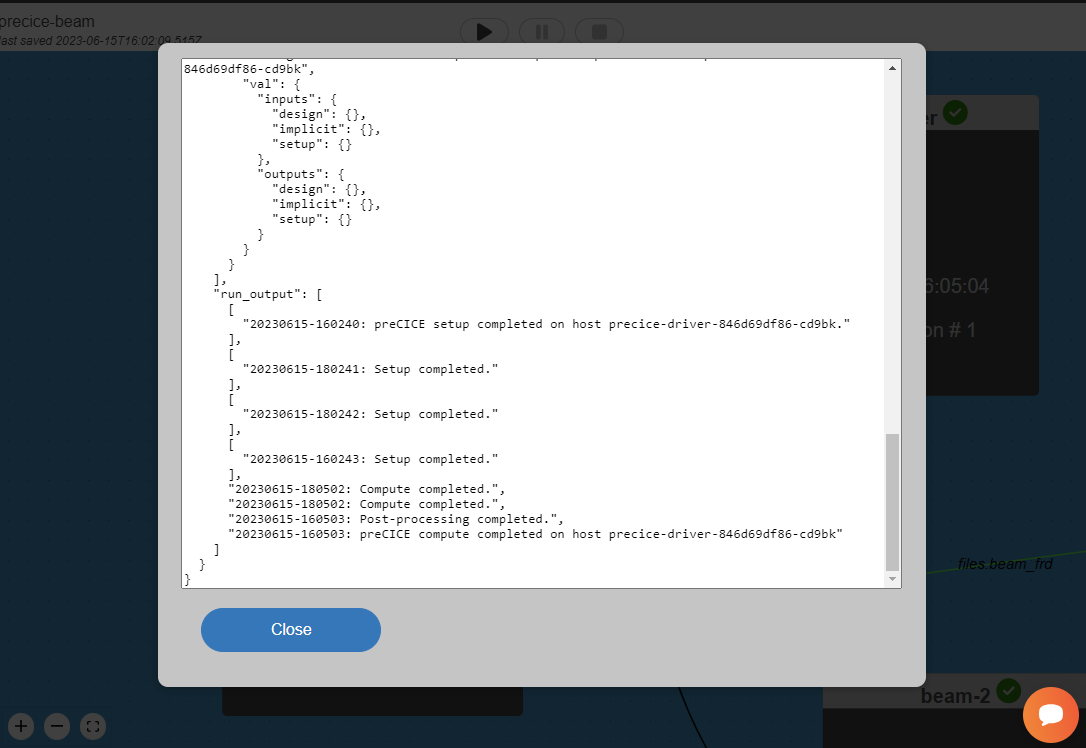 precice-beam
last saved 2023-06-15T16:02:09.515Z
846d69df86-cd9bk",
"val": {
"inputs": {
"design": {},
"implicit": {},
"setup": {}
},
"outputs": {
"design": {},
"implicit": {},
"setup": {}
}
}
}
],
"run_output": [
[
"20230615-160240: preCICE setup completed on host precice-driver-846d69df86-cd9bk."
],
[
"20230615-180241: Setup completed."
],
[
"20230615-180242: Setup completed."
],
[
"20230615-160243: Setup completed."
],
"20230615-180502: Compute completed.",
"20230615-180502: Compute completed.",
"20230615-160503: Post-processing completed.",
"20230615-160503: preCICE compute completed on host precice-driver-846d69df86-cd9bk"
]
}
}
Close
er
6:05:04
on # 1
files.beam_frd
beam-2